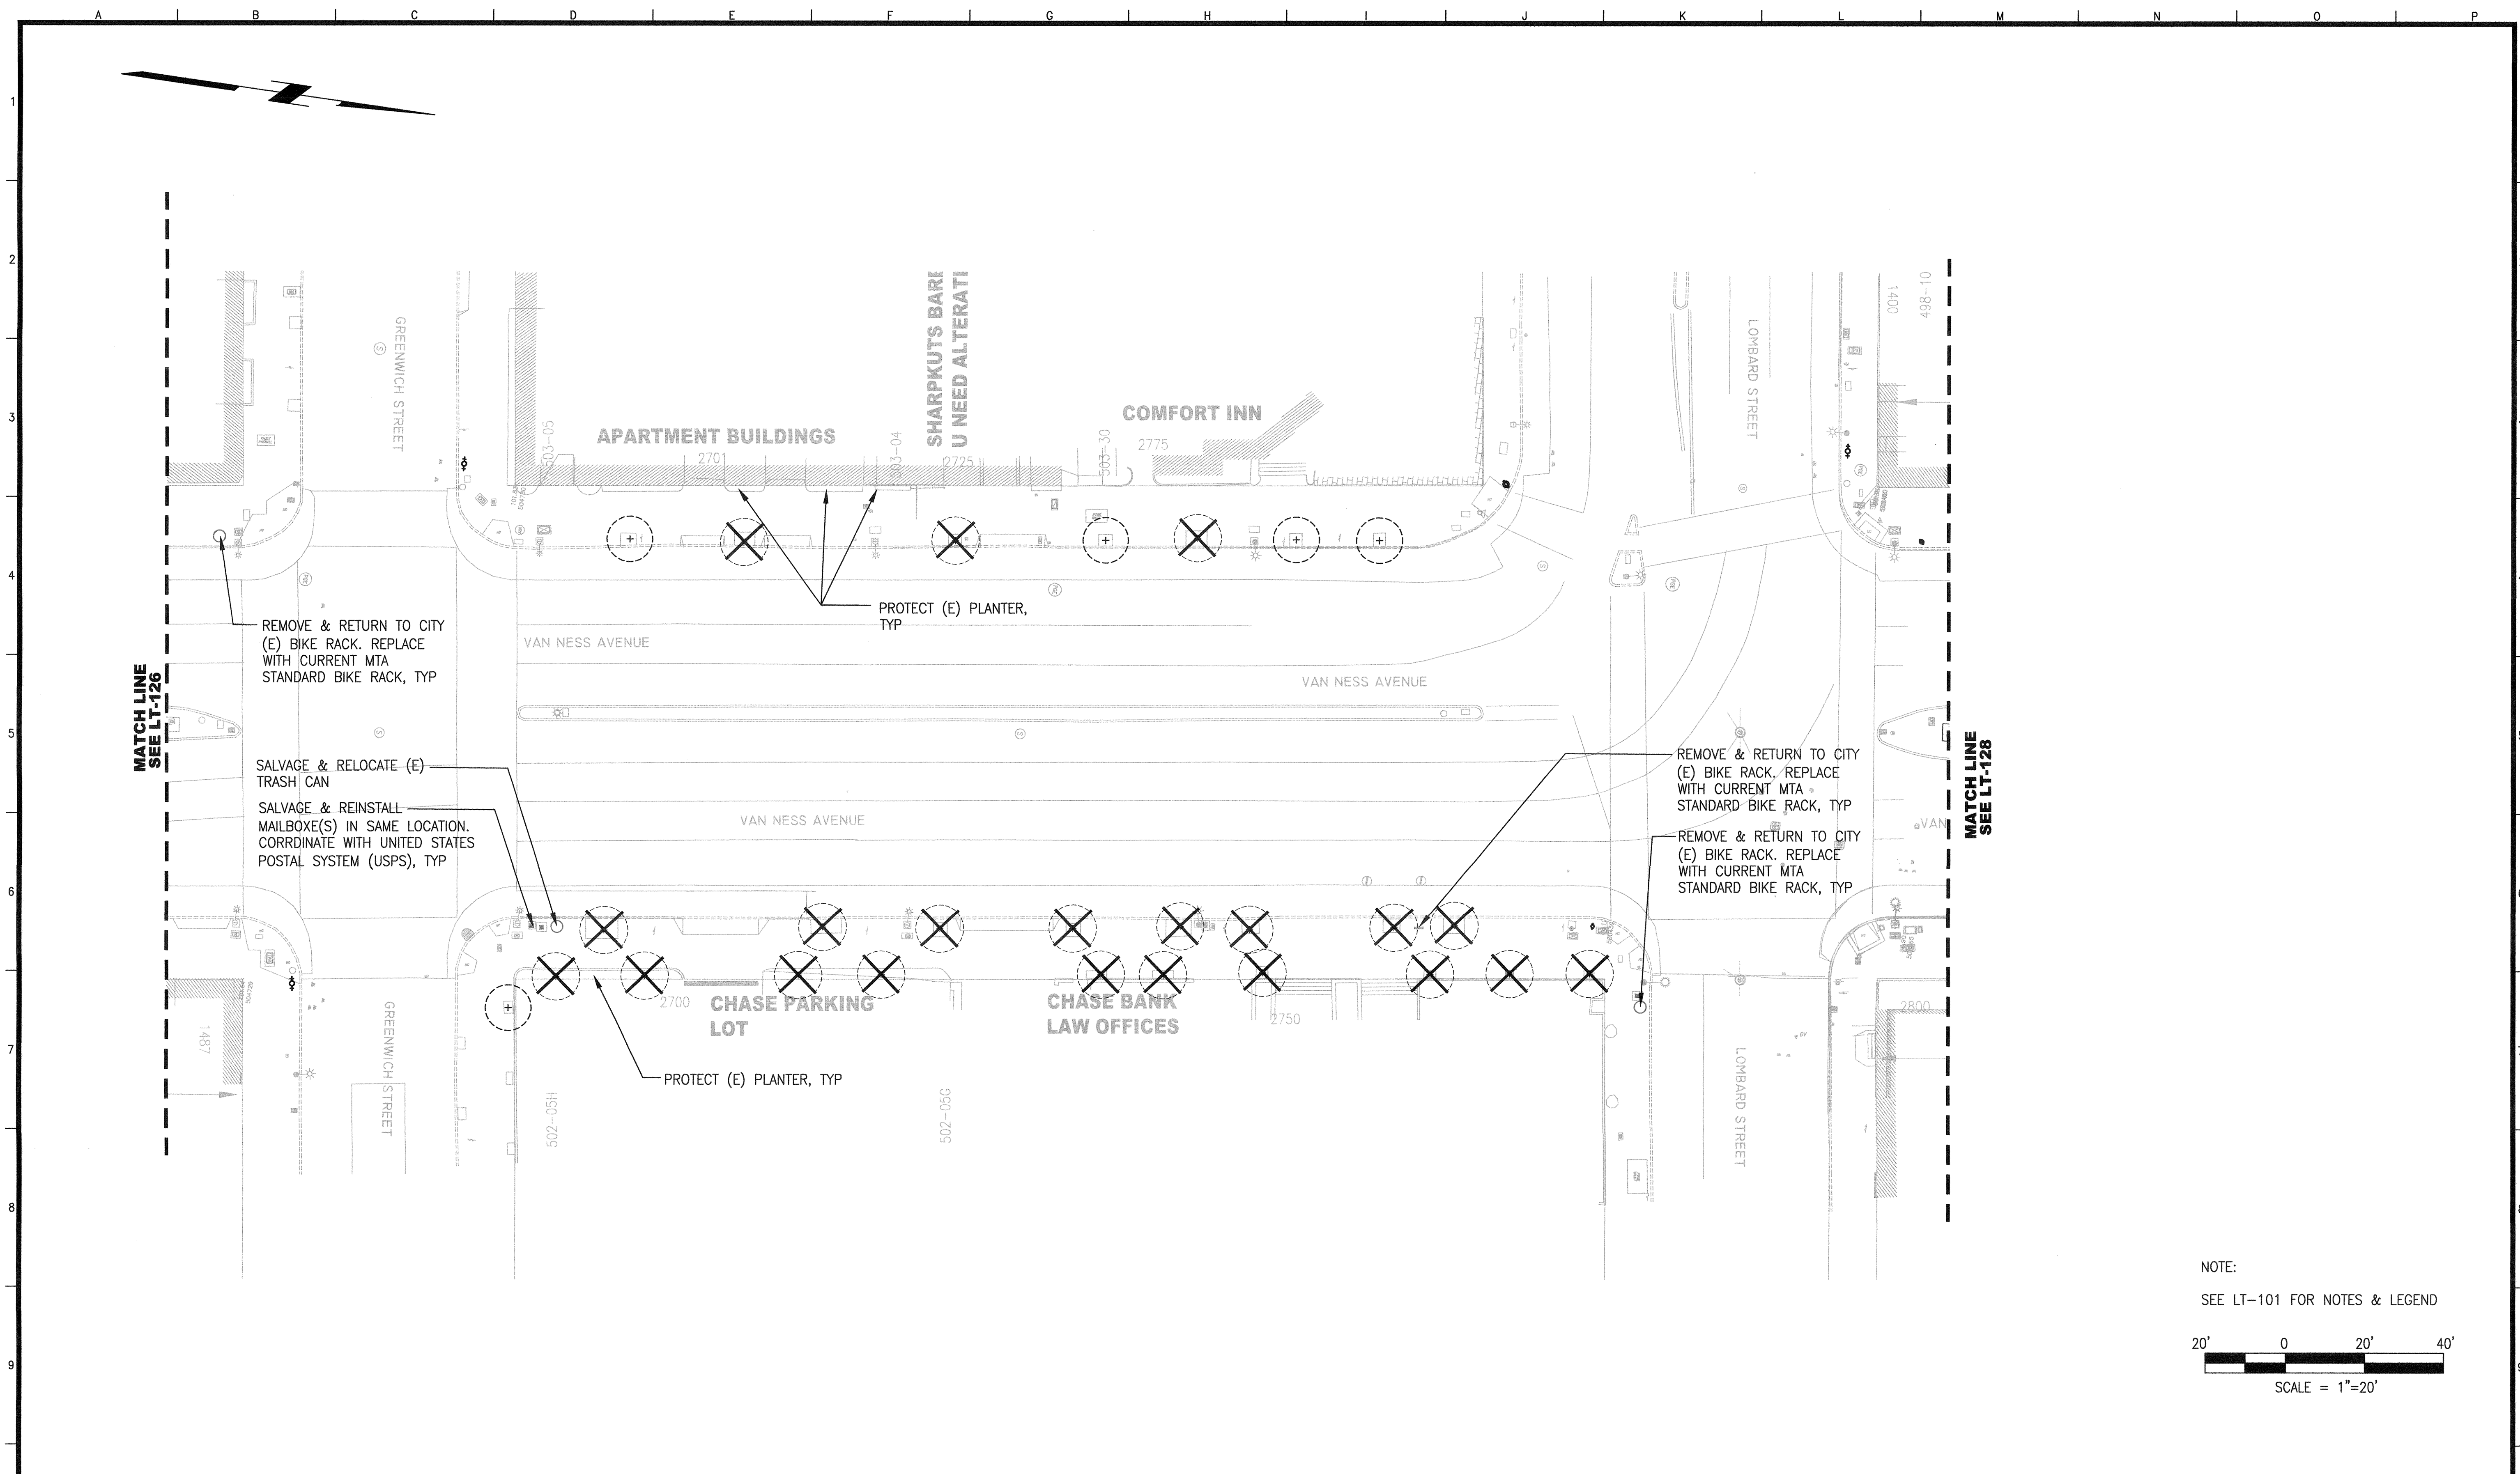 A B C D E F G H I J K L M N O P
1
2
3
4
5
6
7
8
9
GREENWICH STREET
503-05
APARTMENT BUILDINGS
2701
503-04
SHARPKUTS BARE
U NEED ALTERATI
2725
503-30
COMFORT INN
2775
LOMBARD STREET
1400
498-10
REMOVE & RETURN TO CITY
(E) BIKE RACK. REPLACE
WITH CURRENT MTA
STANDARD BIKE RACK, TYP
PROTECT (E) PLANTER,
TYP
VAN NESS AVENUE
VAN NESS AVENUE
MATCH LINE
SEE LT-126
SALVAGE & RELOCATE (E)
TRASH CAN
SALVAGE & REINSTALL
MAILBOXE(S) IN SAME LOCATION.
CORRDINATE WITH UNITED STATES
POSTAL SYSTEM (USPS), TYP
VAN NESS AVENUE
REMOVE & RETURN TO CITY
(E) BIKE RACK. REPLACE
WITH CURRENT MTA
STANDARD BIKE RACK, TYP
REMOVE & RETURN TO CITY
(E) BIKE RACK. REPLACE
WITH CURRENT MTA
STANDARD BIKE RACK, TYP
VAN
MATCH LINE
SEE LT-128
1487
GREENWICH STREET
2700
CHASE PARKING
LOT
CHASE BANK
LAW OFFICES
2750
2800
PROTECT (E) PLANTER, TYP
502-05H
502-05G
LOMBARD STREET
NOTE:
SEE LT-101 FOR NOTES & LEGEND
20' 0 20' 40'
SCALE = 1"=20'